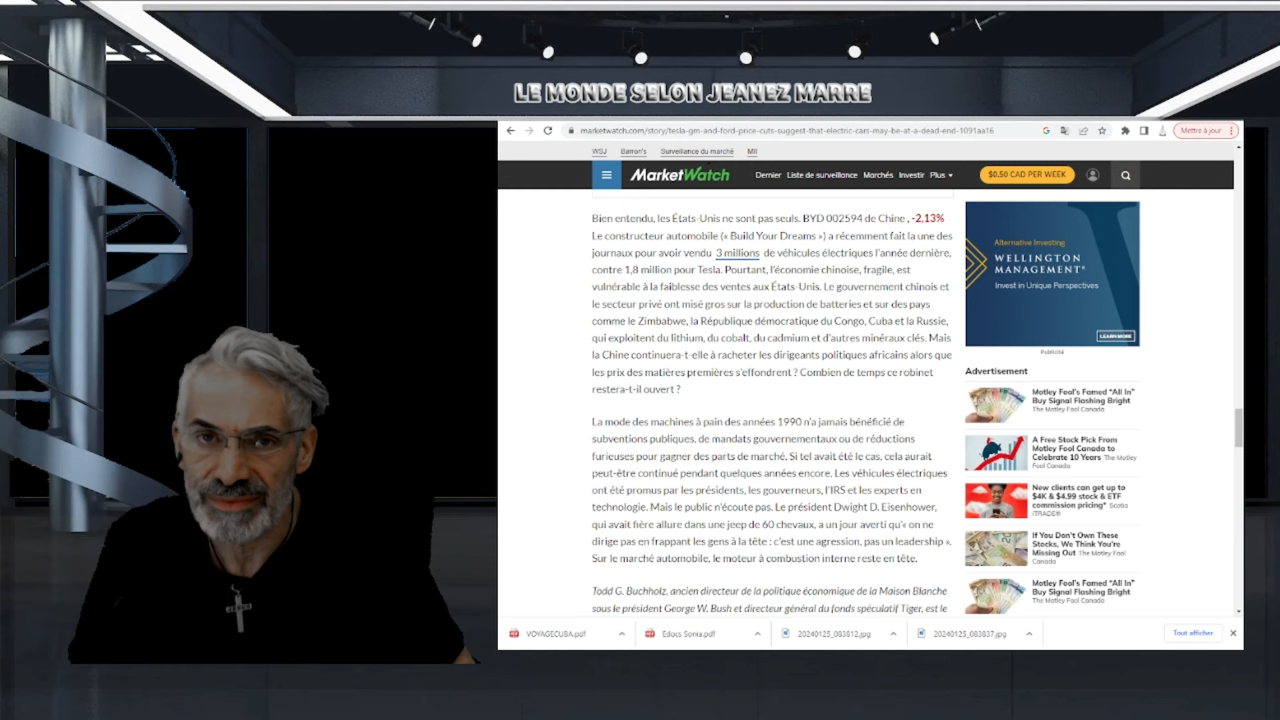 LE MONDE SELON JEANEZ MARRE
marketwatch.com/story/tesla-gm-and-ford-price-cuts-suggest-that-electric-cars-may-be-at-a-dead-end-1091aa16
Mettre à jour
WSJ Barron's Surveillance du marché MII
MarketWatch Dernier Liste de surveillance Marchés Investir Plus $0.50 CAD PER WEEK
Bien entendu, les États-Unis ne sont pas seuls. BYD 002594 de Chine , -2,13%
Le constructeur automobile (« Build Your Dreams ») a récemment fait la une des
journaux pour avoir vendu 3 millions de véhicules électriques l'année dernière,
contre 1,8 million pour Tesla. Pourtant, l'économie chinoise, fragile, est
vulnérable à la faiblesse des ventes aux États-Unis. Le gouvernement chinois et
le secteur privé ont misé gros sur la production de batteries et sur des pays
comme le Zimbabwe, la République démocratique du Congo, Cuba et la Russie,
qui exploitent du lithium, du cobalt, du cadmium et d'autres minéraux clés. Mais
la Chine continuera-t-elle à racheter les dirigeants politiques africains alors que
les prix des matières premières s'effondrent ? Combien de temps ce robinet
restera-t-il ouvert ?
La mode des machines à pain des années 1990 n'a jamais bénéficié de
subventions publiques, de mandats gouvernementaux ou de réductions
furieuses pour gagner des parts de marché. Si tel avait été le cas, cela aurait
peut-être continué pendant quelques années encore. Les véhicules électriques
ont été promus par les présidents, les gouverneurs, l'IRS et les experts en
technologie. Mais le public n'écoute pas. Le président Dwight D. Eisenhower,
qui avait fière allure dans une jeep de 60 chevaux, a un jour averti qu'« on ne
dirige pas en frappant les gens à la tête : c'est une agression, pas un leadership ».
Sur le marché automobile, le moteur à combustion interne reste en tête.
Todd G. Buchholz, ancien directeur de la politique économique de la Maison Blanche
sous le président George W. Bush et directeur général du fonds spéculatif Tiger, est le
Alternative Investing
WELLINGTON
MANAGEMENT®
Invest in Unique Perspectives
LEARN MORE
Publicité
Advertisement
Motley Fool's Famed "All In"
Buy Signal Flashing Bright
The Motley Fool Canada
A Free Stock Pick From
Motley Fool Canada to
Celebrate 10 Years The Motley
Fool Canada
New clients can get up to
$4K & $4.99 stock & ETF
commission pricing* Scotia
iTRADE®
If You Don't Own These
Stocks, We Think You're
Missing Out The Motley Fool
Canada
Motley Fool's Famed "All In"
Buy Signal Flashing Bright
The Motley Fool Canada
VOYAGECUBA.pdf Edocs Sonia.pdf 20240125_083812.jpg 20240125_083837.jpg Tout afficher